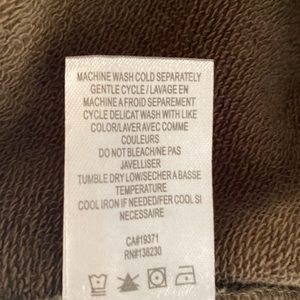 MACHINE WASH COLD SEPARATELY
GENTLE CYCLE / LAVAGE EN
MACHINE A FROID SEPAREMENT
CYCLE DELICAT WASH WITH LIKE
COLOR/LAVER AVEC COMME
COULEURS
DO NOT BLEACH/NE PAS
JAVELLISER
TUMBLE DRY LOW/SECHER A BASSE
TEMPERATURE
COOL IRON IF NEEDED/FER COOL SI
NECESSAIRE
CA#19371
RN#138230